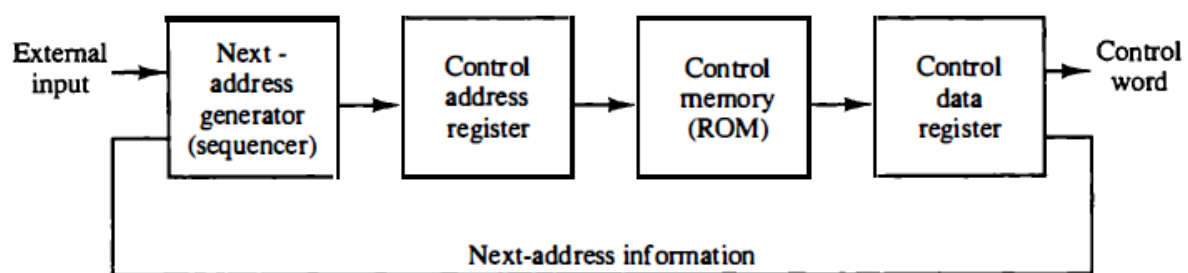 External
input
Next -
address
generator
(sequencer)
Control
address
register
Control
memory
(ROM)
Control
data
register
Control
word
Next-address information